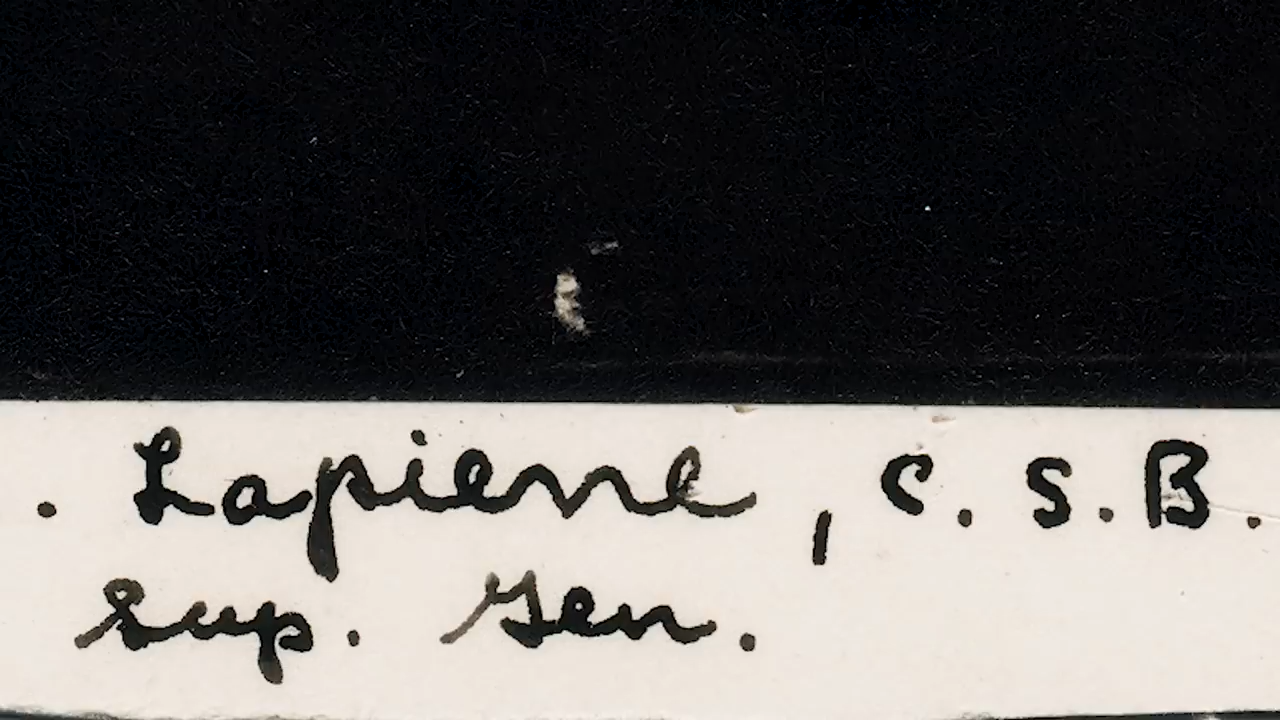 . Lapierre, C.S.B.
Sup. Gen.